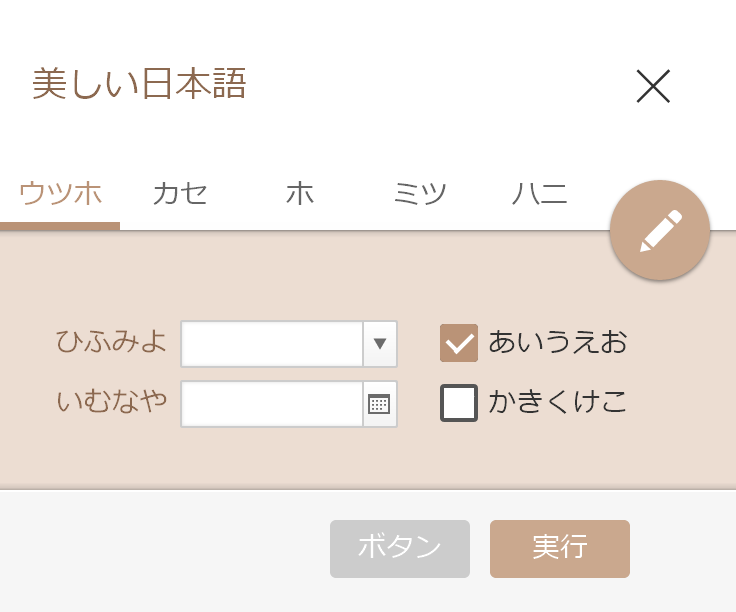 美しい日本語
ウツホ カセ ホ ミツ ハニ
ひふみよ あいうえお
いむなや かきくけこ
ボタン 実行